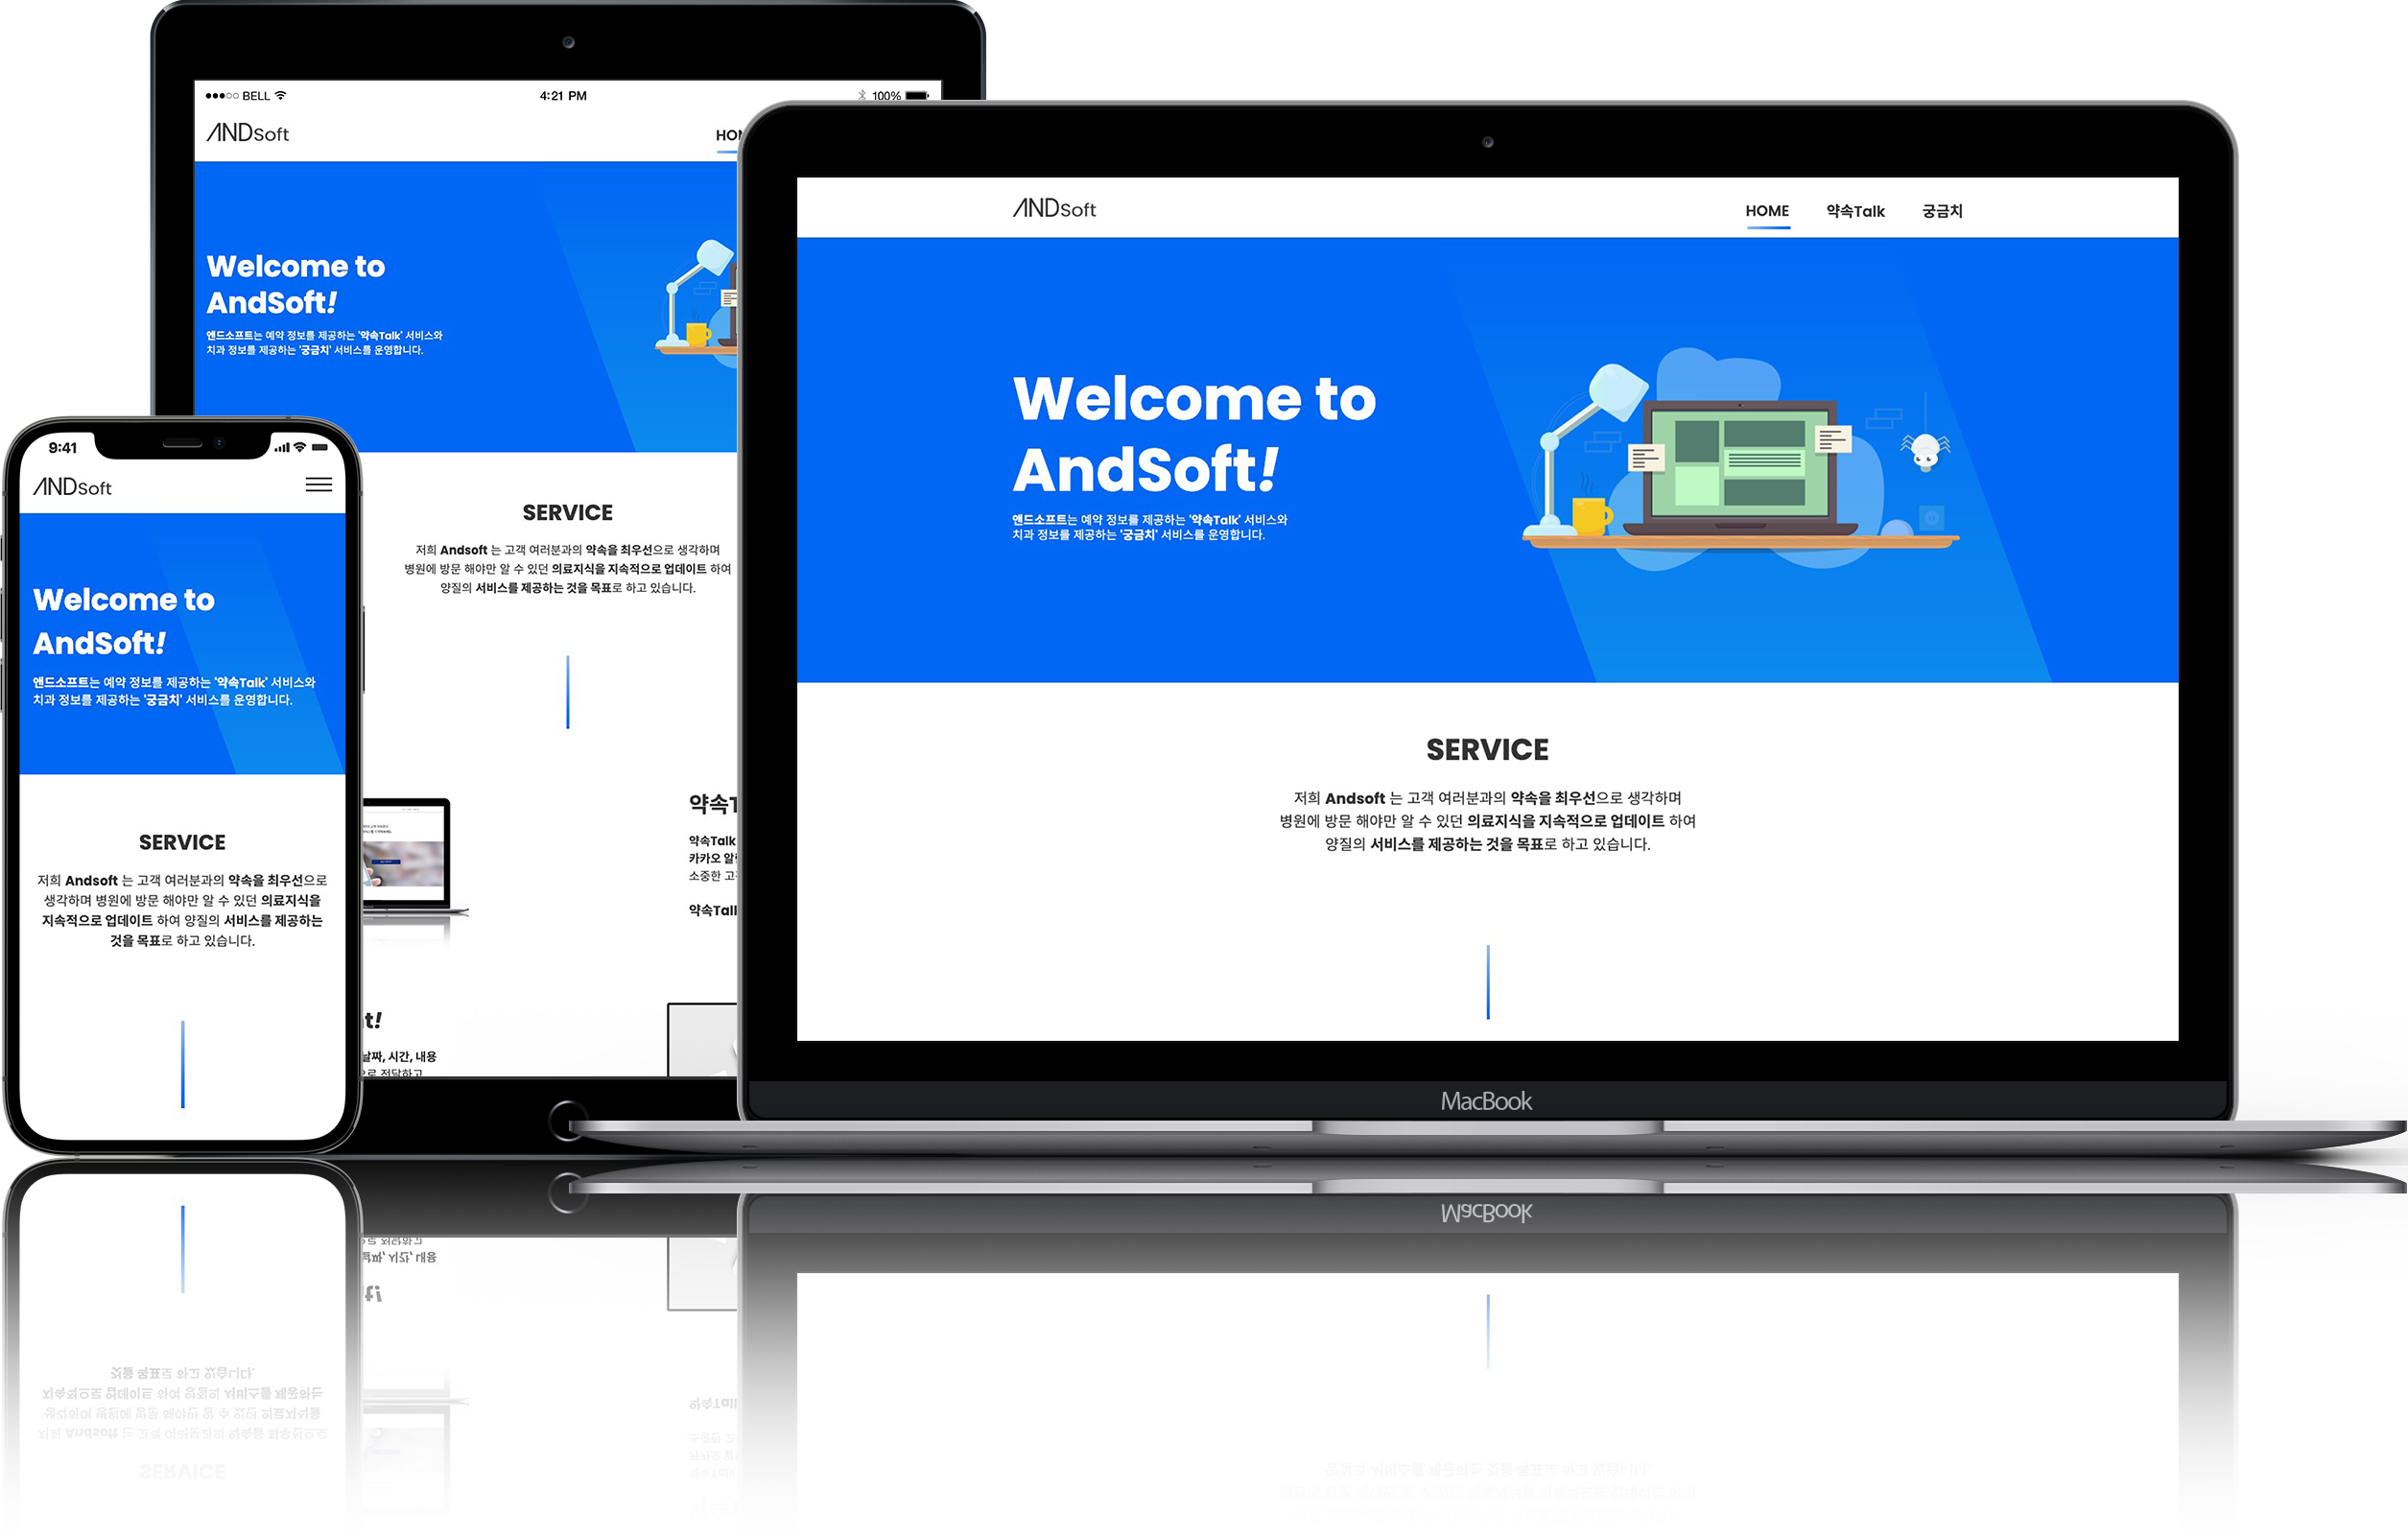 ●●●○○ BELL
4:21 PM
100%
ANDSoft
Welcome to
AndSoft!
앤드소프트는 예약 정보를 제공하는 '약속Talk' 서비스와
치과 정보를 제공하는 '궁금치' 서비스를 운영합니다.
SERVICE
저희 Andsoft 는 고객 여러분과의 약속을 최우선으로 생각하며
병원에 방문 해야만 알 수 있던 의료지식을 지속적으로 업데이트 하여
양질의 서비스를 제공하는 것을 목표로 하고 있습니다.
약속T
약속Talk
카카오 알
소중한 고
약속Talk
t!
날짜, 시간, 내용
으로 전달하고
9:41
ANDSoft
Welcome to
AndSoft!
앤드소프트는 예약 정보를 제공하는 '약속Talk' 서비스와
치과 정보를 제공하는 '궁금치' 서비스를 운영합니다.
SERVICE
저희 Andsoft 는 고객 여러분과의 약속을 최우선으로
생각하며 병원에 방문 해야만 알 수 있던 의료지식을
지속적으로 업데이트 하여 양질의 서비스를 제공하는
것을 목표로 하고 있습니다.
ANDSoft
HOME 약속Talk 궁금치
Welcome to
AndSoft!
앤드소프트는 예약 정보를 제공하는 '약속Talk' 서비스와
치과 정보를 제공하는 '궁금치' 서비스를 운영합니다.
SERVICE
저희 Andsoft 는 고객 여러분과의 약속을 최우선으로 생각하며
병원에 방문 해야만 알 수 있던 의료지식을 지속적으로 업데이트 하여
양질의 서비스를 제공하는 것을 목표로 하고 있습니다.
MacBook